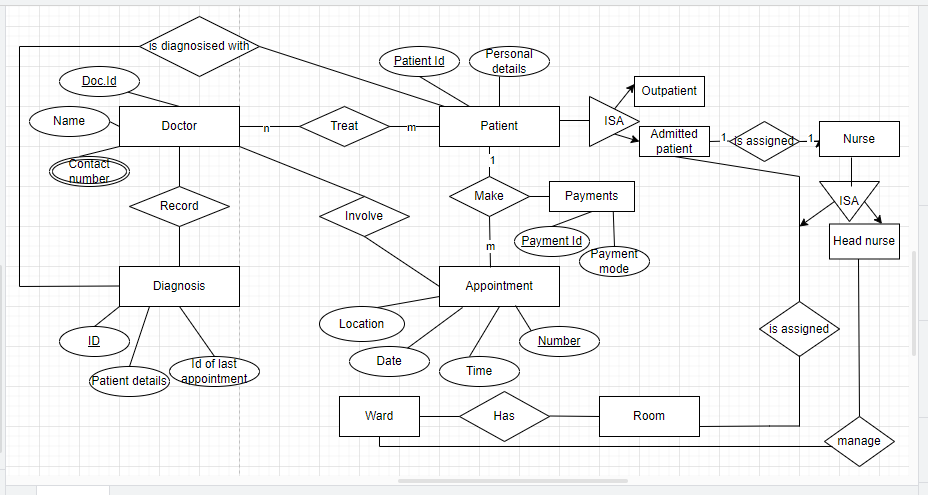 is diagnosised with
Patient Id
Personal
details
Doc.Id
Outpatient
Name
Doctor
n
Treat
m
Patient
ISA
Admitted
patient
1
is assigned
1
Nurse
Contact
number
1
Record
Make
Payments
ISA
Involve
Payment Id
Head nurse
m
Payment
mode
Diagnosis
Appointment
Location
is assigned
ID
Number
Date
Time
Patient details
Id of last
appointment
Ward
Has
Room
manage